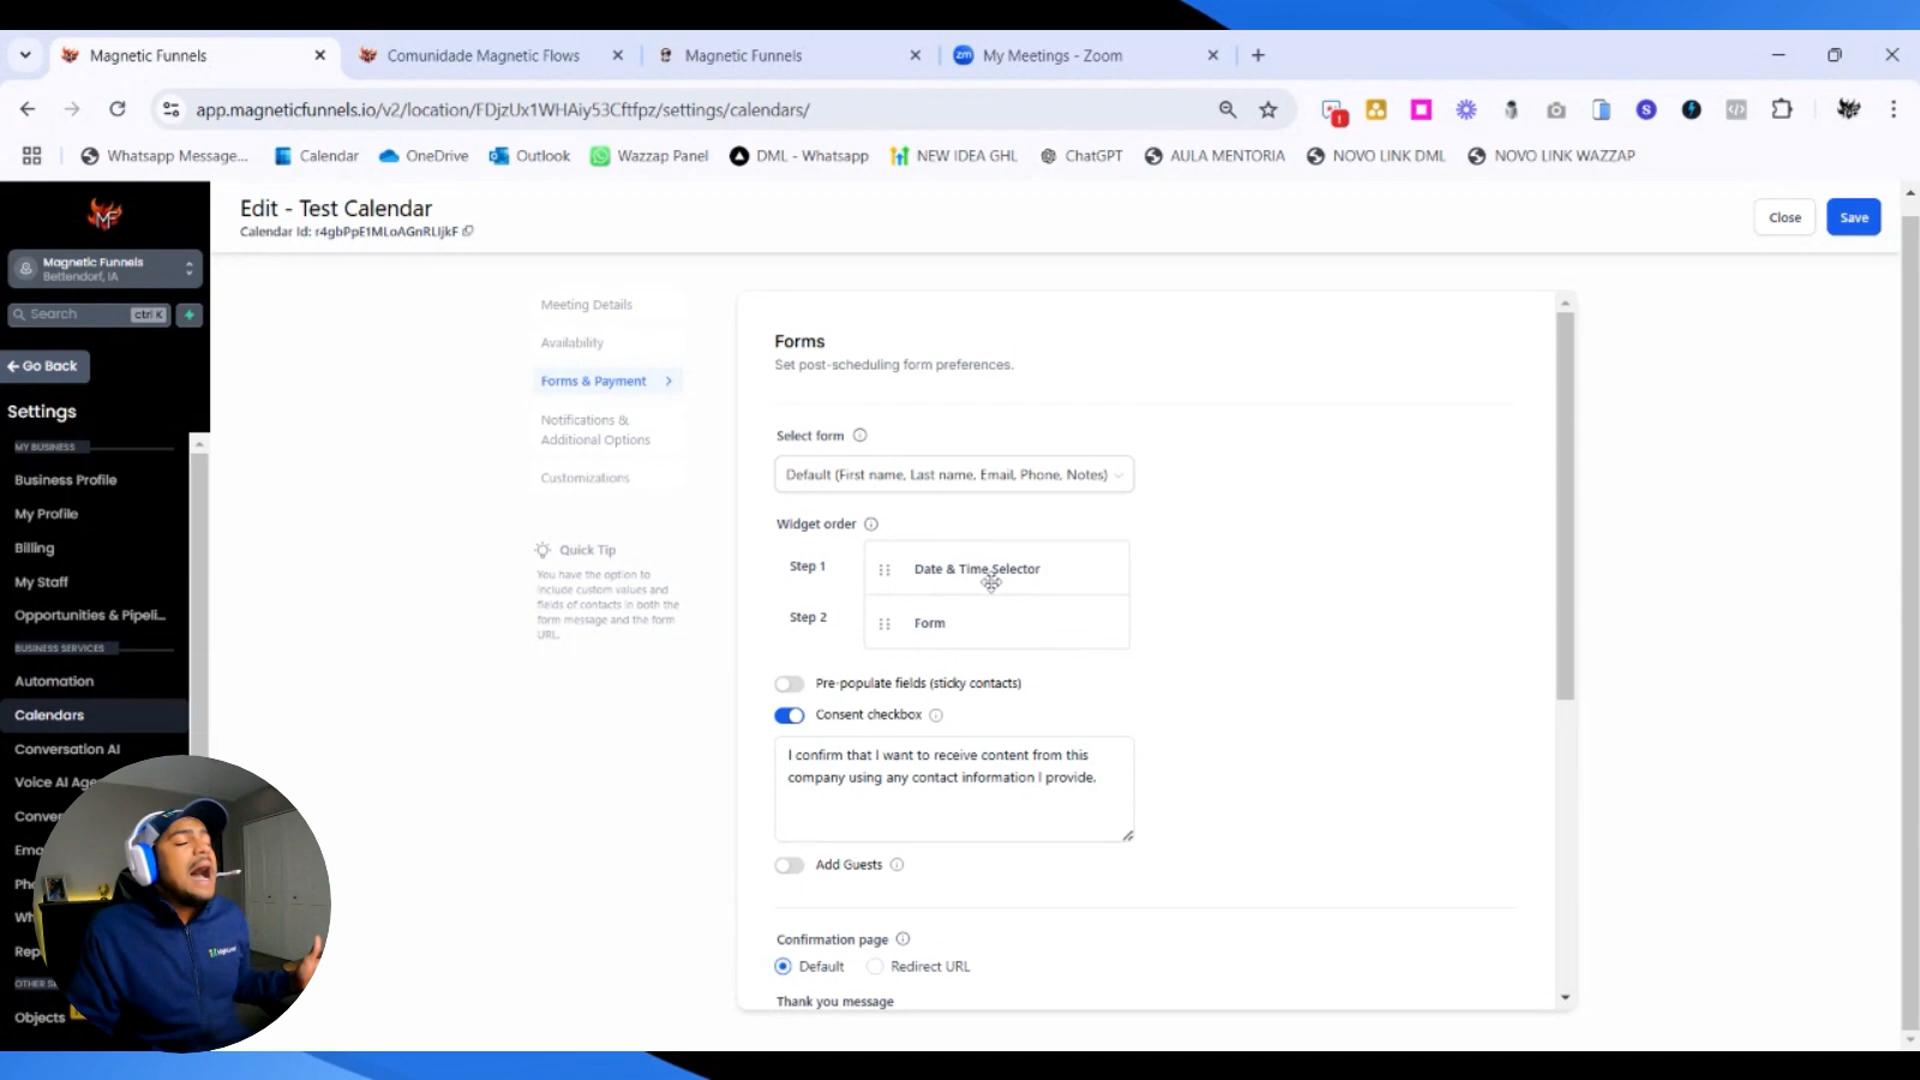 Magnetic Funnels
Comunidade Magnetic Flows
Magnetic Funnels
zm My Meetings - Zoom
app.magneticfunnels.io/v2/location/FDjzUx1WHAiy53Cftfpz/settings/calendars/
Whatsapp Message...
Calendar
OneDrive
Outlook
Wazzap Panel
DML - Whatsapp
NEW IDEA GHL
ChatGPT
AULA MENTORIA
NOVO LINK DML
NOVO LINK WAZZAP
MF
Magnetic Funnels
Bettendorf, IA
Search ctrl K
Go Back
Settings
MY BUSINESS
Business Profile
My Profile
Billing
My Staff
Opportunities & Pipeli...
BUSINESS SERVICES
Automation
Calendars
Conversation AI
Voice AI Age
Conve
Ema
Pho
Wh
Rep
OTHER S
Objects
Edit - Test Calendar
Calendar Id: r4gbPpE1MLoAGnRLIjkF
Close
Save
Meeting Details
Availability
Forms & Payment
Notifications &
Additional Options
Customizations
Quick Tip
You have the option to
include custom values and
fields of contacts in both the
form message and the form
URL.
Forms
Set post-scheduling form preferences.
Select form
Default (First name, Last name, Email, Phone, Notes)
Widget order
Step 1 Date & Time Selector
Step 2 Form
Pre-populate fields (sticky contacts)
Consent checkbox
I confirm that I want to receive content from this
company using any contact information I provide.
Add Guests
Confirmation page
Default Redirect URL
Thank you message